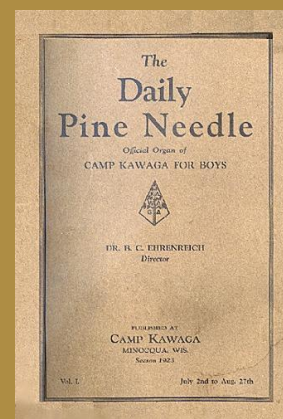 The
Daily
Pine Needle
Official Organ of
CAMP KAWAGA FOR BOYS
DR. B. C. EHRENREICH
Director
PUBLISHED AT
CAMP KAWAGA
MINOCQUA, WIS.
Season 1923
Vol. I.
July 2nd to Aug. 27th